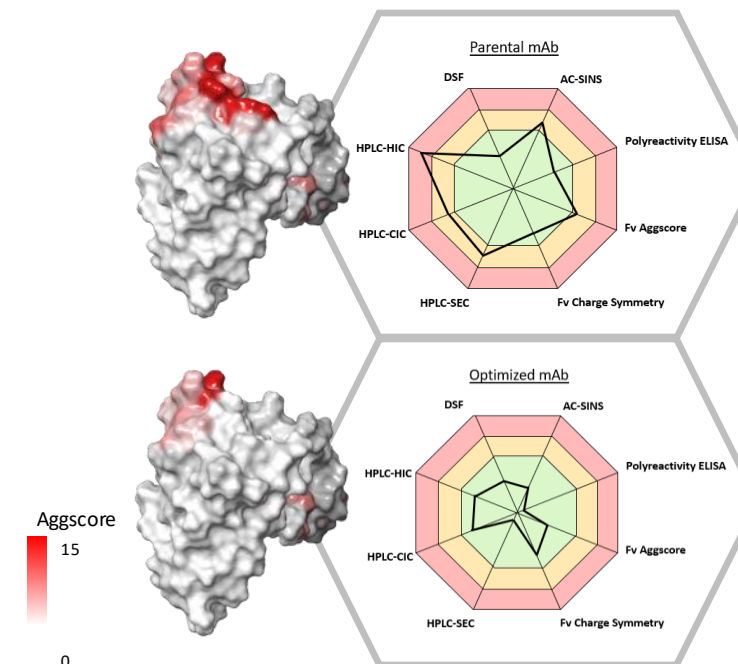 Parental mAb
DSF
AC-SINS
HPLC-HIC
Polyreactivity ELISA
HPLC-CIC
Fv Aggscore
HPLC-SEC
Fv Charge Symmetry
Optimized mAb
DSF
AC-SINS
HPLC-HIC
Polyreactivity ELISA
HPLC-CIC
Fv Aggscore
HPLC-SEC
Fv Charge Symmetry
Aggscore
15
0